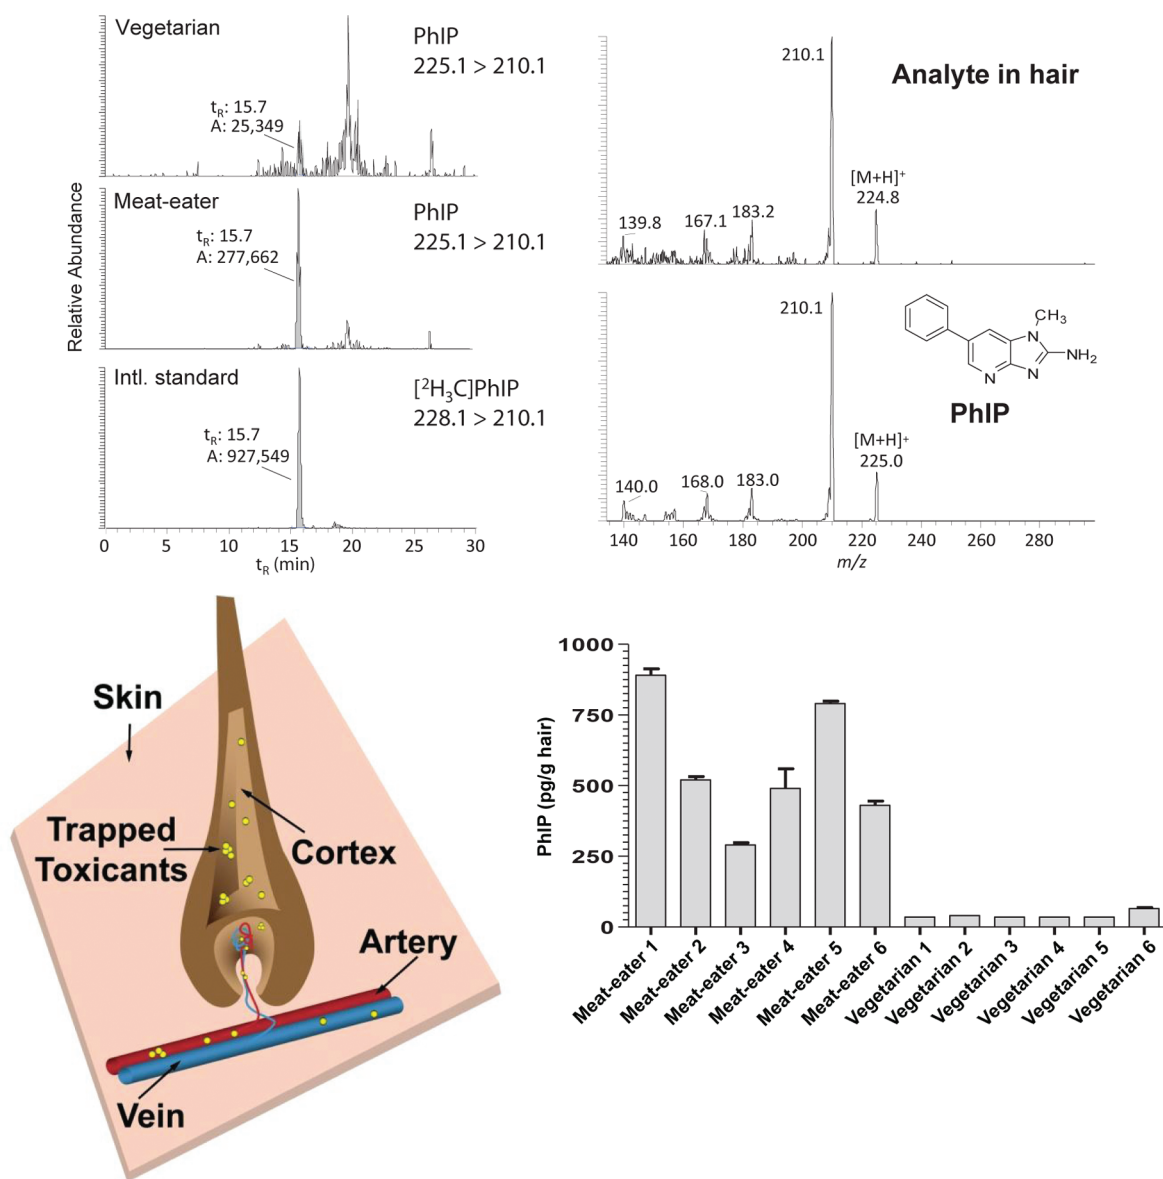 Vegetarian
PhIP
225.1 > 210.1
tR: 15.7
A: 25,349
Meat-eater
PhIP
225.1 > 210.1
tR: 15.7
A: 277,662
Intl. standard
[²H₃C]PhIP
228.1 > 210.1
tR: 15.7
A: 927,549
Relative Abundance
0 5 10 15 20 25 30
tR (min)
210.1
Analyte in hair
[M+H]⁺
224.8
139.8
167.1
183.2
210.1
CH₃
N
N
N
NH₂
PhIP
[M+H]⁺
225.0
140.0
168.0
183.0
140 160 180 200 220 240 260 280
m/z
Skin
Trapped
Toxicants
Cortex
Artery
Vein
PhIP (pg/g hair)
1000
750
500
250
0
Meat-eater 1
Meat-eater 2
Meat-eater 3
Meat-eater 4
Meat-eater 5
Meat-eater 6
Vegetarian 1
Vegetarian 2
Vegetarian 3
Vegetarian 4
Vegetarian 5
Vegetarian 6